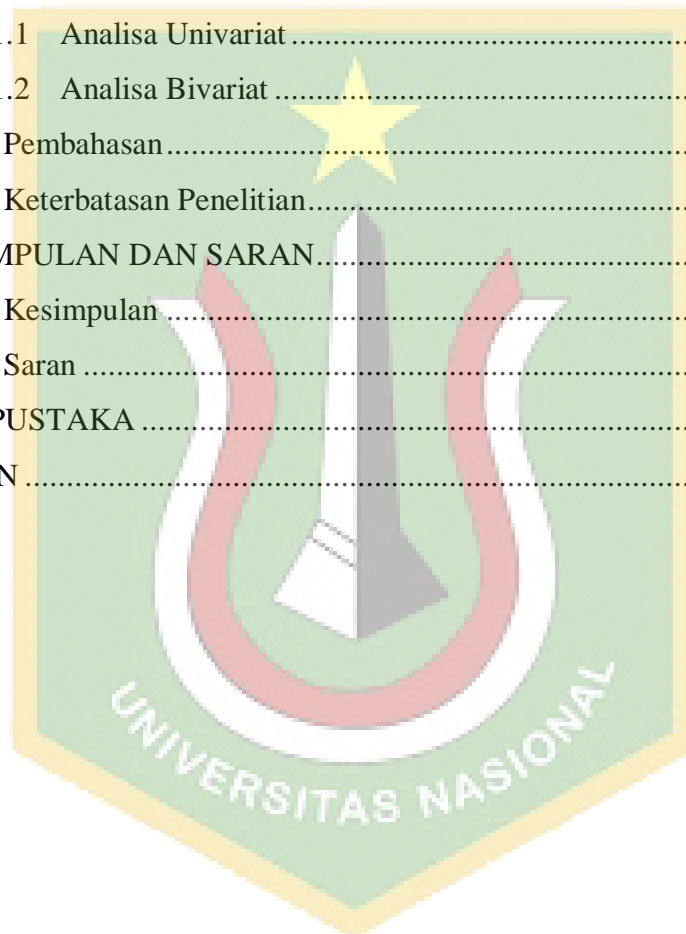 .1 Analisa Univariat
.2 Analisa Bivariat
Pembahasan
Keterbatasan Penelitian
MPULAN DAN SARAN
Kesimpulan
Saran
PUSTAKA
N
UNIVERSITAS NASIONAL